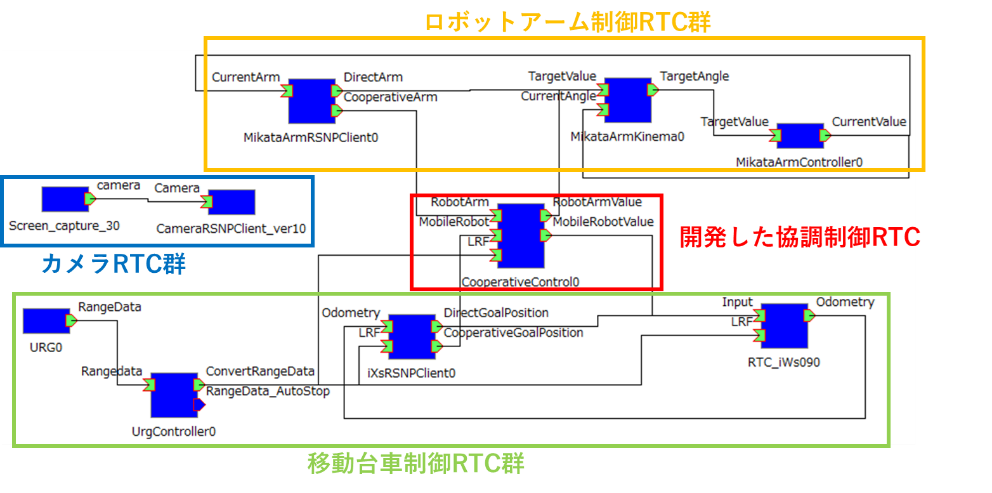 ロボットアーム制御RTC群
CurrentArm
DirectArm
CooperativeArm
MikataArmRSNPClient0
TargetValue
CurrentAngle
TargetAngle
MikataArmKinema0
TargetValue
CurrentValue
MikataArmController0
camera
Camera
Screen_capture_30
CameraRSNPClient_ver10
カメラRTC群
RobotArm
MobileRobot
LRF
RobotArmValue
MobileRobotValue
CooperativeControl0
開発した協調制御RTC
RangeData
URG0
Rangedata
ConvertRangeData
RangeData_AutoStop
UrgController0
Odometry
LRF
DirectGoalPosition
CooperativeGoalPosition
iXsRSNPClient0
Input
LRF
Odometry
RTC_iWs090
移動台車制御RTC群